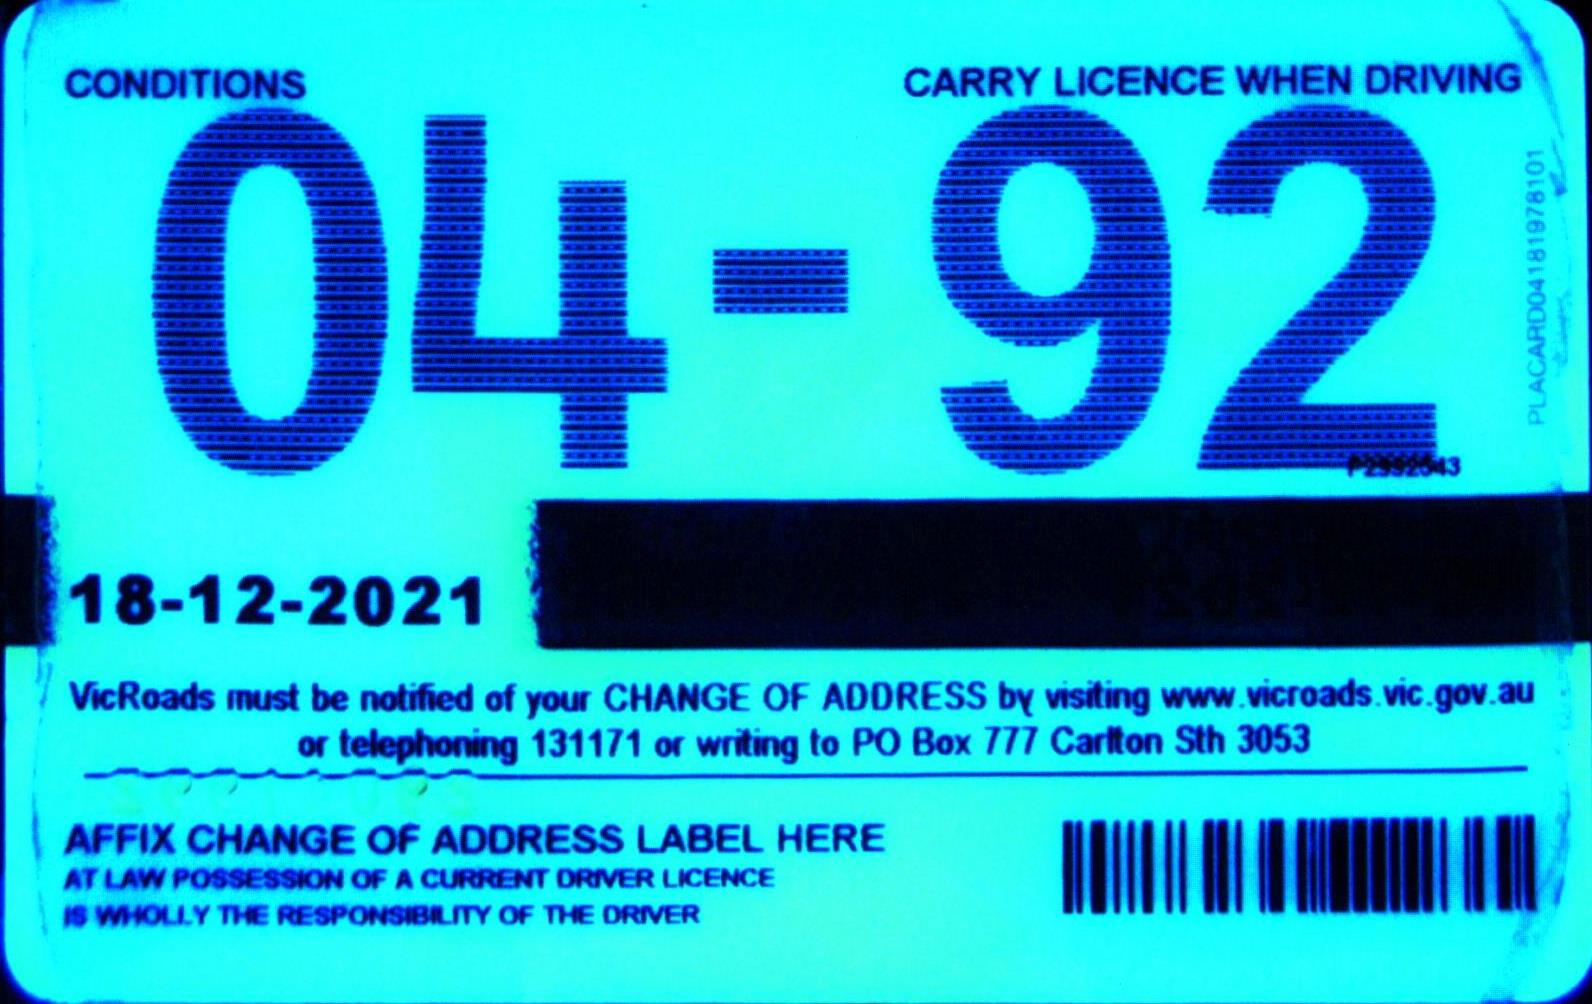 CONDITIONS
CARRY LICENCE WHEN DRIVING
04-92
PLACARD04181978101
P2992543
18-12-2021
VicRoads must be notified of your CHANGE OF ADDRESS by visiting www.vicroads.vic.gov.au
or telephoning 131171 or writing to PO Box 777 Carlton Sth 3053
AFFIX CHANGE OF ADDRESS LABEL HERE
AT LAW POSSESSION OF A CURRENT DRIVER LICENCE
IS WHOLLY THE RESPONSIBILITY OF THE DRIVER